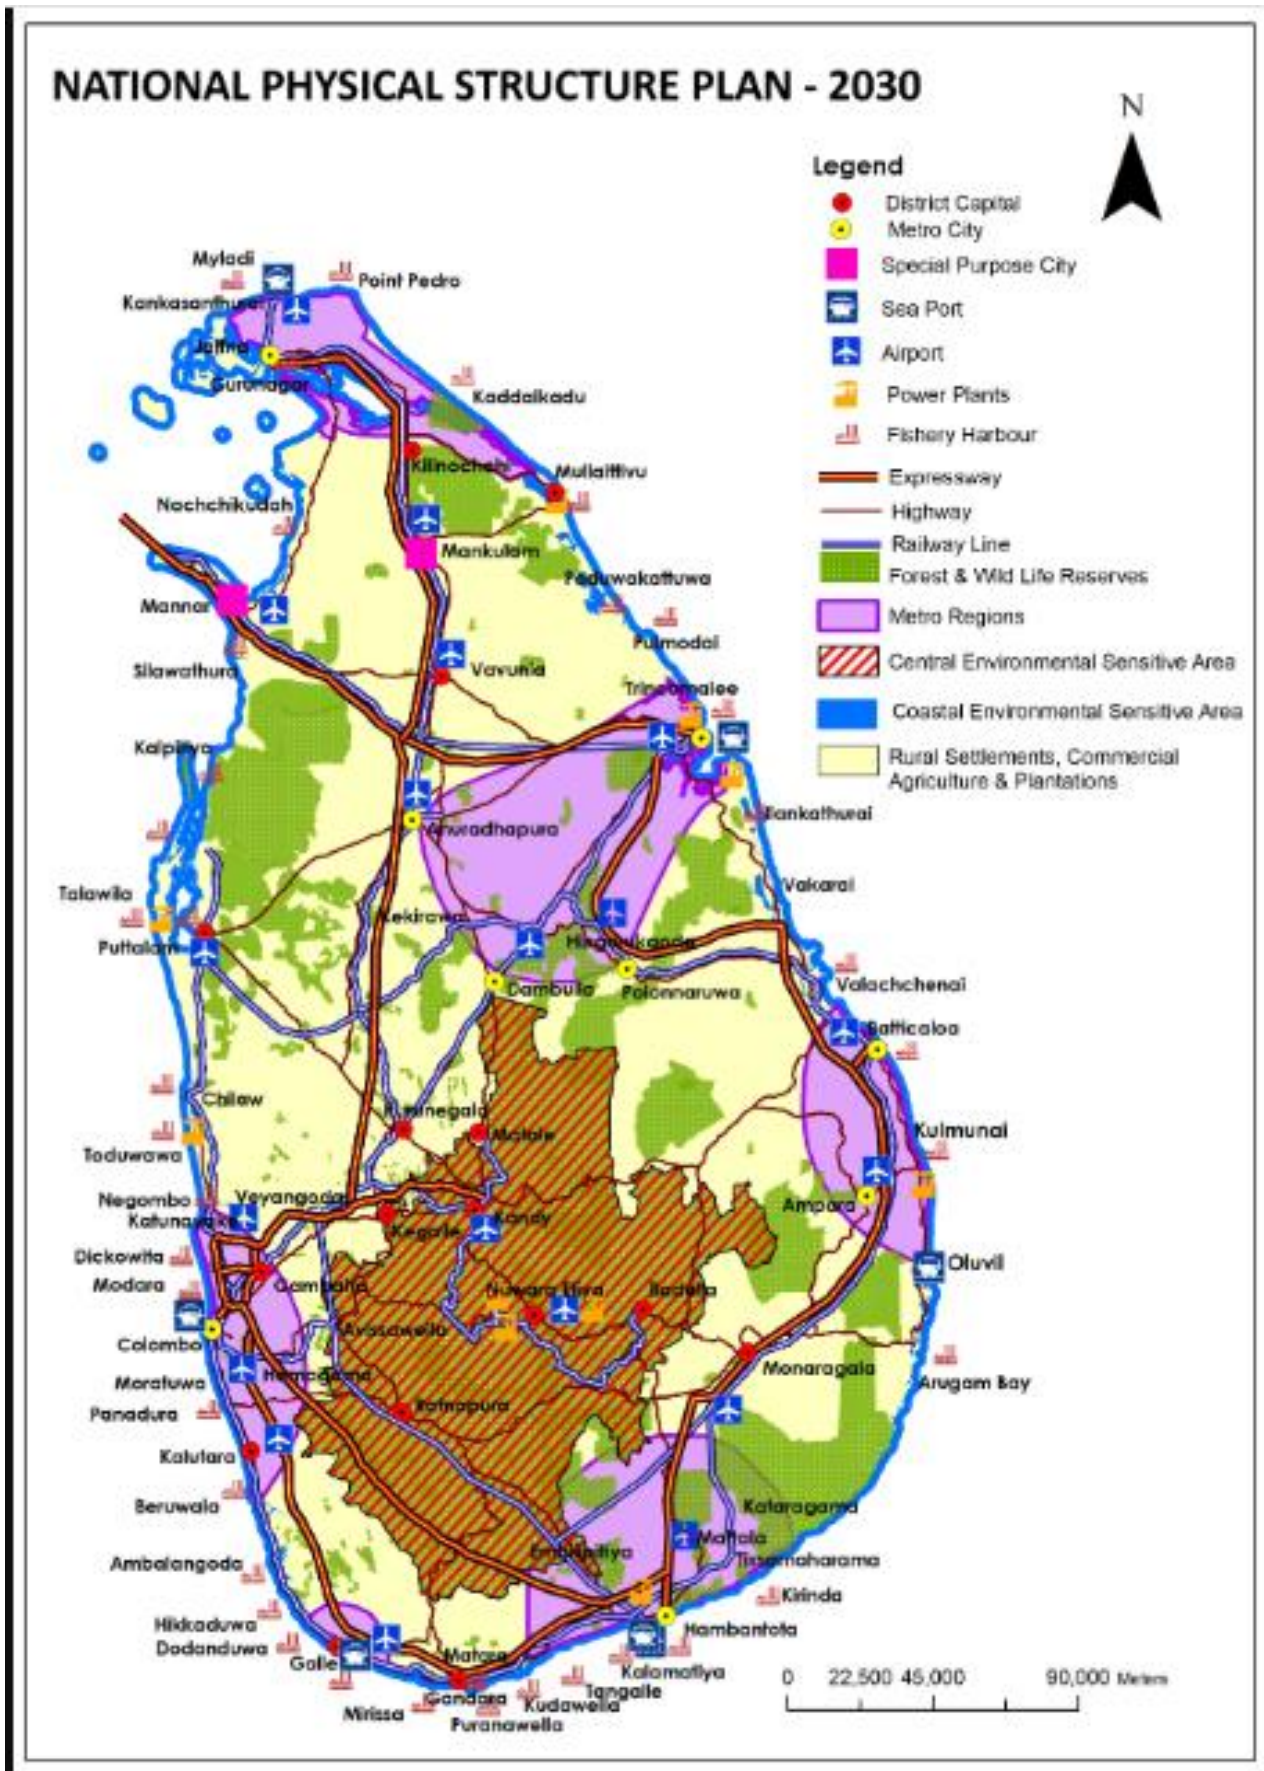 NATIONAL PHYSICAL STRUCTURE PLAN - 2030
N
Legend
District Capital
Metro City
Special Purpose City
Sea Port
Airport
Power Plants
Fishery Harbour
Expressway
Highway
Railway Line
Forest & Wild Life Reserves
Metro Regions
Central Environmental Sensitive Area
Coastal Environmental Sensitive Area
Rural Settlements, Commercial
Agriculture & Plantations
Myladi
Point Pedro
Kankasanthurai
Jaffna
Gurunagar
Kaddaikadu
Kilinochchi
Mullaittivu
Nochchikudah
Mankulam
Paduwakattuwa
Mannar
Pulmodai
Silawathura
Vavunia
Trincomalee
Kalpitiya
Ilankathurai
Anuradhapura
Vakarai
Talawila
Kekirawa
Puttalam
Hingurukanda
Dambulla
Polonnaruwa
Valachchenai
Batticaloa
Chilaw
Kurunegala
Matale
Kulmunai
Toduwawa
Negombo
Veyangoda
Katunayake
Ampara
Kegalle
Kandy
Dickowita
Oluvil
Modara
Gampaha
Nuwara Eliya
Badulla
Colombo
Avissawella
Moratuwa
Homagama
Monaragala
Arugam Bay
Panadura
Ratnapura
Kalutara
Beruwala
Kataragama
Mattala
Embilipitiya
Tissamaharama
Ambalangoda
Kirinda
Hikkaduwa
Dodanduwa
Hambantota
Galle
Matara
Kalamatiya
Tangalle
Gandara
Kudawella
Mirissa
Puranawella
0 22,500 45,000 90,000 Meters